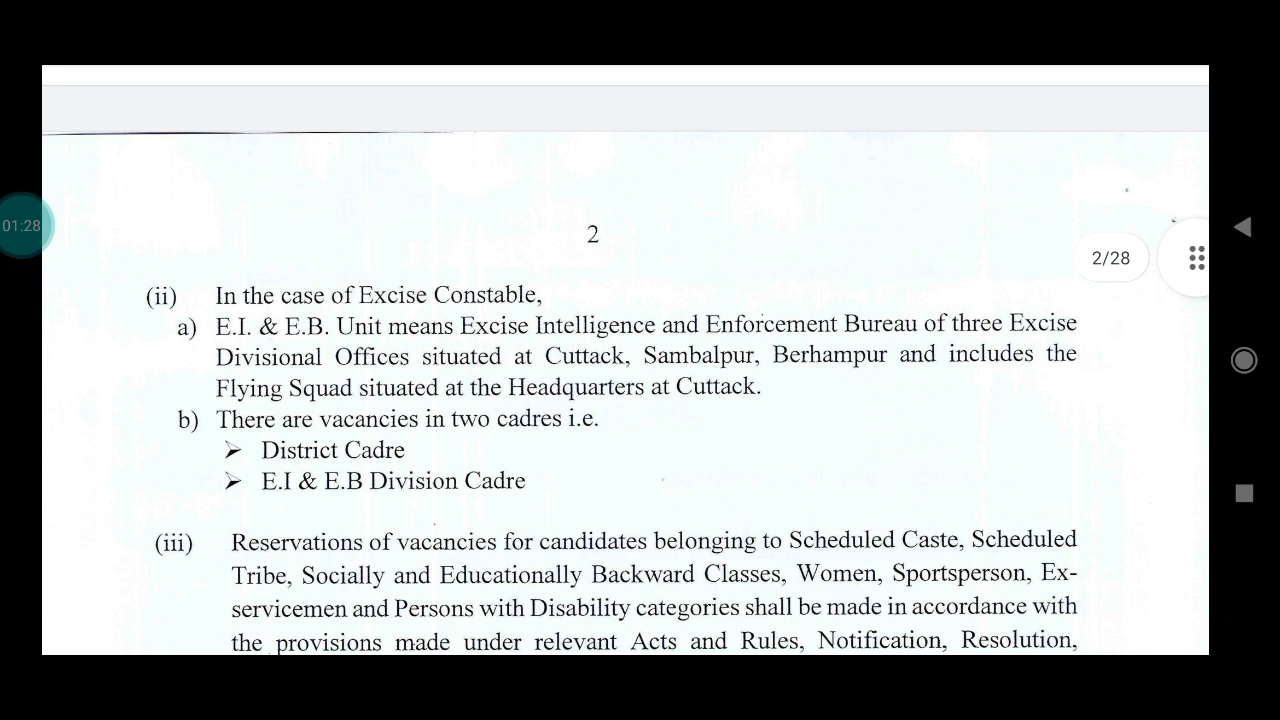 2
01:28
2/28
(ii) In the case of Excise Constable,
a) E.I. & E.B. Unit means Excise Intelligence and Enforcement Bureau of three Excise
Divisional Offices situated at Cuttack, Sambalpur, Berhampur and includes the
Flying Squad situated at the Headquarters at Cuttack.
b) There are vacancies in two cadres i.e.
➢ District Cadre
➢ E.I & E.B Division Cadre
(iii) Reservations of vacancies for candidates belonging to Scheduled Caste, Scheduled
Tribe, Socially and Educationally Backward Classes, Women, Sportsperson, Ex-
servicemen and Persons with Disability categories shall be made in accordance with
the provisions made under relevant Acts and Rules, Notification, Resolution,